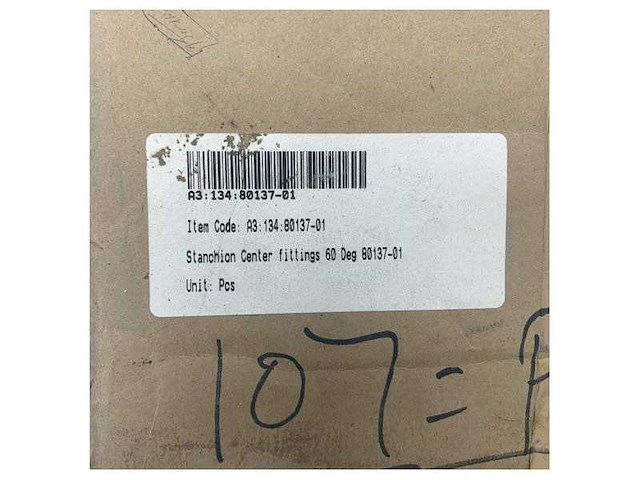 A3:134:80137-01
Item Code: A3:134:80137-01
Stanchion Center fittings 60 Deg 80137-01
Unit: Pcs
107 =